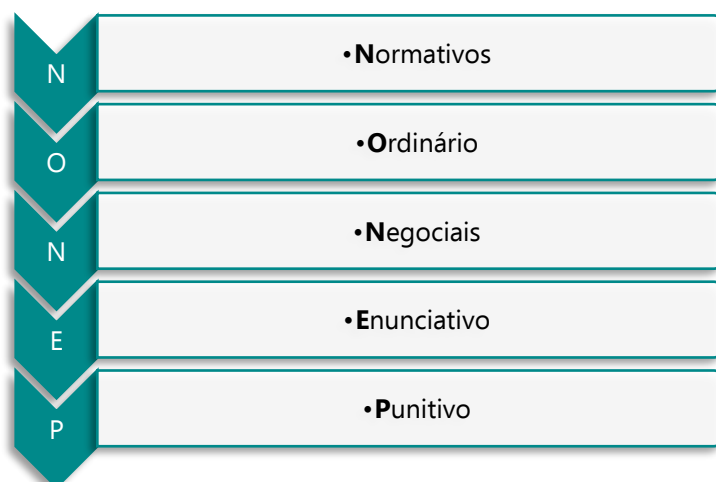 N
•Normativos
O
•Ordinário
N
•Negociais
E
•Enunciativo
P
•Punitivo